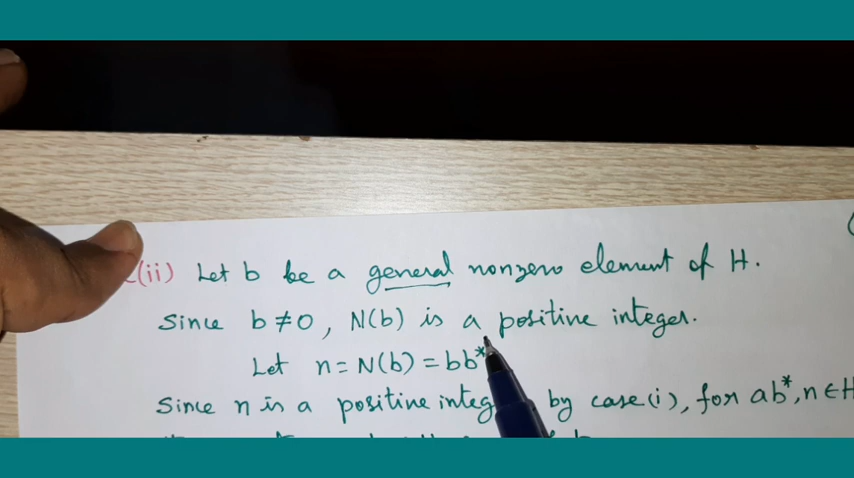 (ii) Let b be a general nonzero element of H.
Since b ≠ 0, N(b) is a positive integer.
Let n = N(b) = bb*
Since n is a positive by case(i), for ab*, n ∈ H